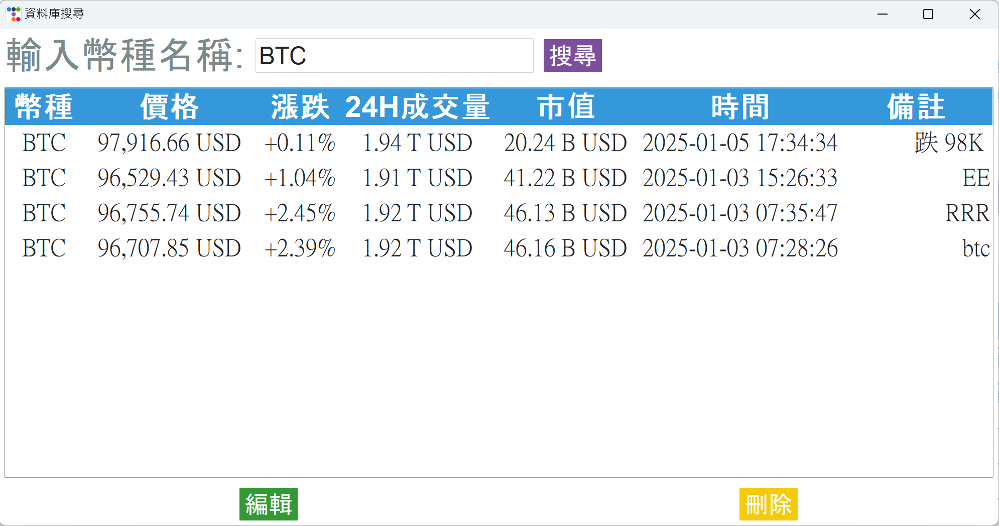 資料庫搜尋
輸入幣種名稱: BTC 搜尋
幣種 價格 漲跌 24H成交量 市值 時間 備註
BTC 97,916.66 USD +0.11% 1.94 T USD 20.24 B USD 2025-01-05 17:34:34 跌 98K
BTC 96,529.43 USD +1.04% 1.91 T USD 41.22 B USD 2025-01-03 15:26:33 EE
BTC 96,755.74 USD +2.45% 1.92 T USD 46.13 B USD 2025-01-03 07:35:47 RRR
BTC 96,707.85 USD +2.39% 1.92 T USD 46.16 B USD 2025-01-03 07:28:26 btc
編輯 刪除